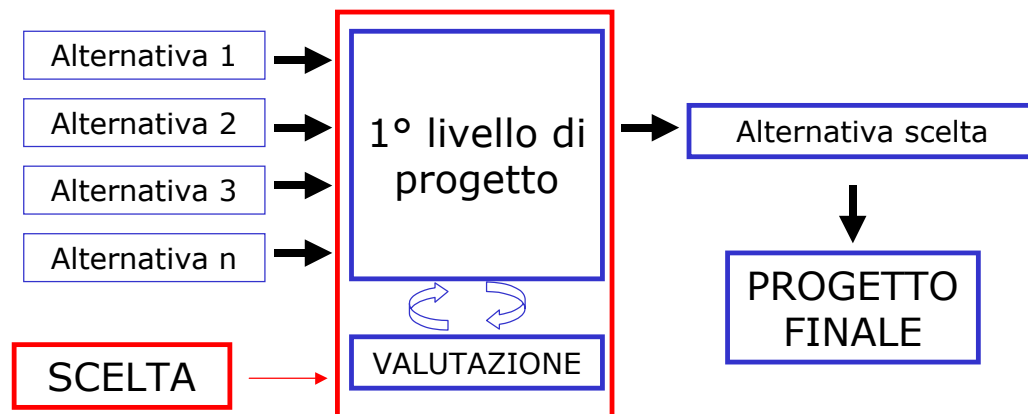 Alternativa 1
Alternativa 2
Alternativa 3
Alternativa n
SCELTA
1° livello di
progetto
VALUTAZIONE
Alternativa scelta
PROGETTO
FINALE